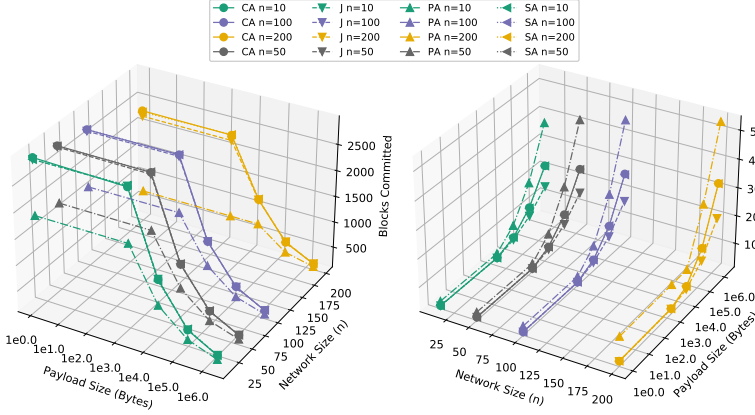 CA n=10 J n=10 PA n=10 SA n=10
CA n=100 J n=100 PA n=100 SA n=100
CA n=200 J n=200 PA n=200 SA n=200
CA n=50 J n=50 PA n=50 SA n=50
2500
2000
1500
1000
500
Blocks Committed
1e0.0
1e1.0
1e2.0
1e3.0
1e4.0
1e5.0
1e6.0
Payload Size (Bytes)
25
50
75
100
125
150
175
200
Network Size (n)
25
50
75
100
125
150
175
200
Network Size (n)
1e0.0
1e1.0
1e2.0
1e3.0
1e4.0
1e5.0
1e6.0
Payload Size (Bytes)